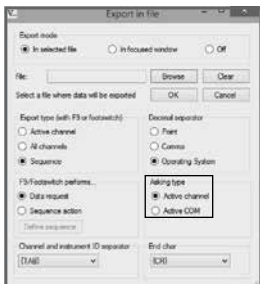 Export in file
Export mode
In selected file In focused window Off
File: Browse Clear
Select a file where data will be exported OK Cancel
Export type (with F9 or footswitch) Decimal separator
Active channel Point
All channels Comma
Sequence Operating System
F9/Footswitch performs... Asking type
Data request Active channel
Sequence action Active COM
Define sequence
Channel and instrument ID separator End char
[TAB] [CR]